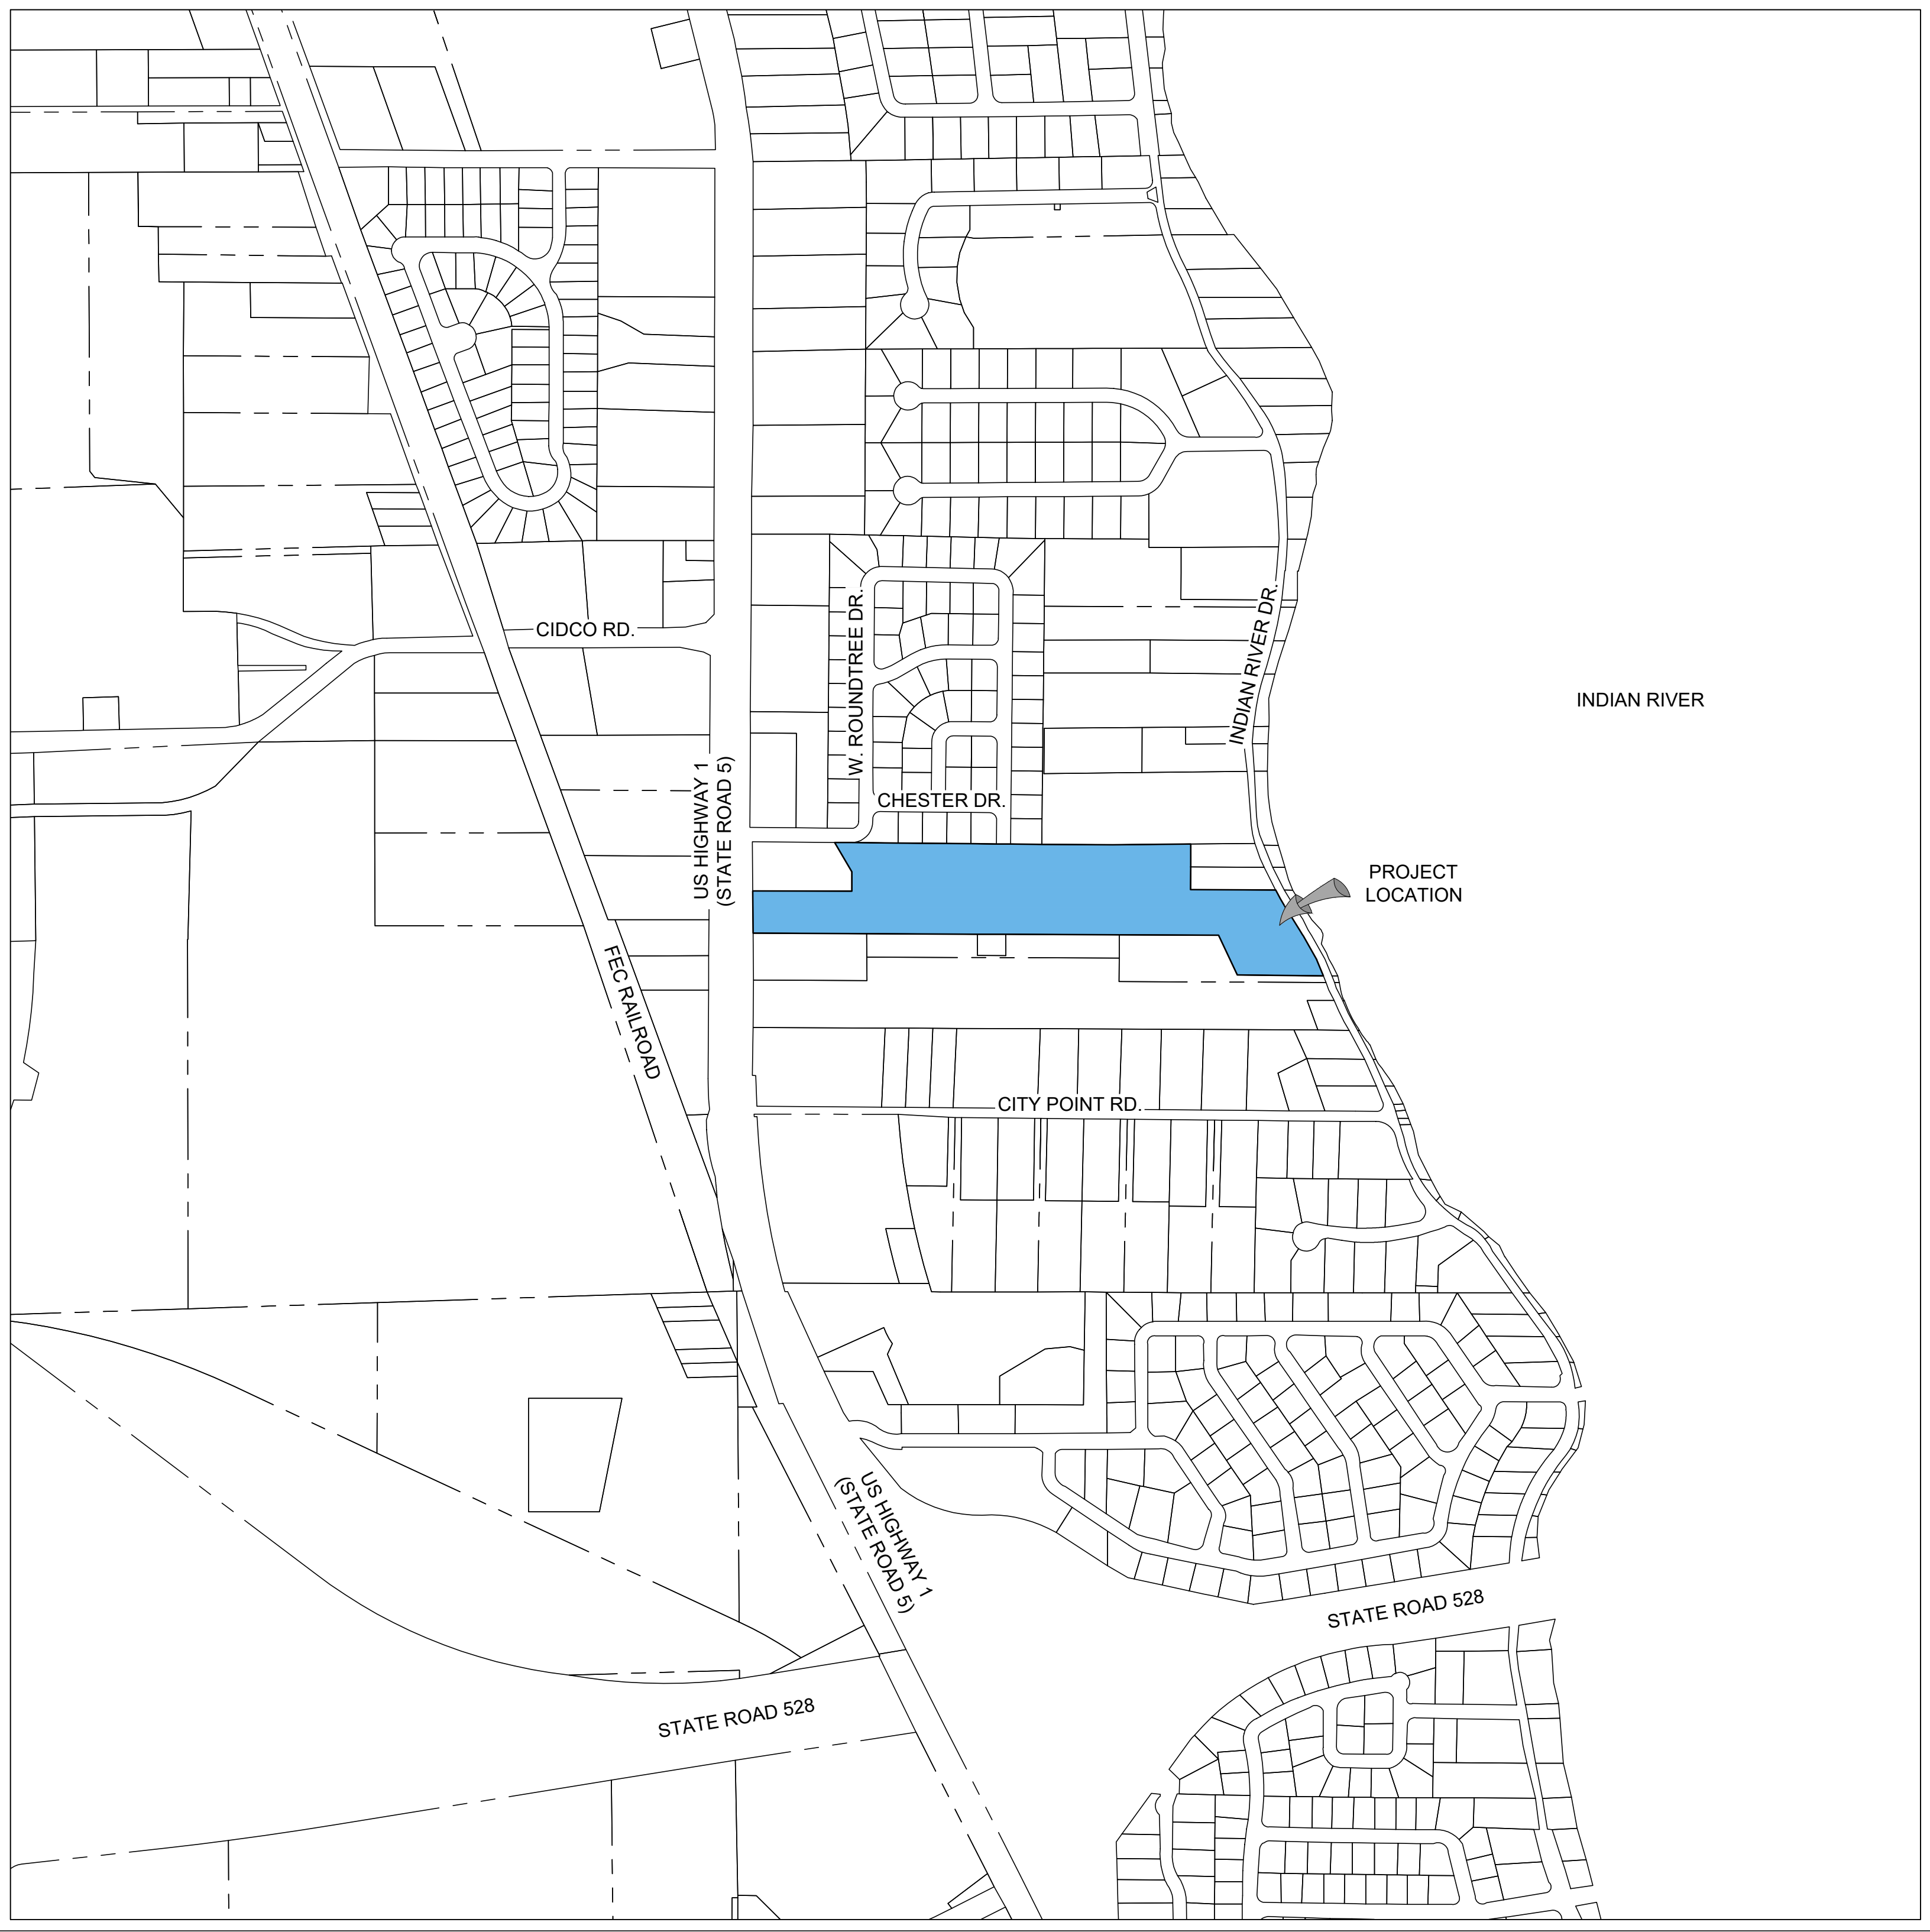 CIDCO RD.
W. ROUNDTREE DR.
INDIAN RIVER DR.
INDIAN RIVER
US HIGHWAY 1
(STATE ROAD 5)
CHESTER DR.
PROJECT
LOCATION
FEC RAILROAD
CITY POINT RD.
US HIGHWAY 1
(STATE ROAD 5)
STATE ROAD 528
STATE ROAD 528